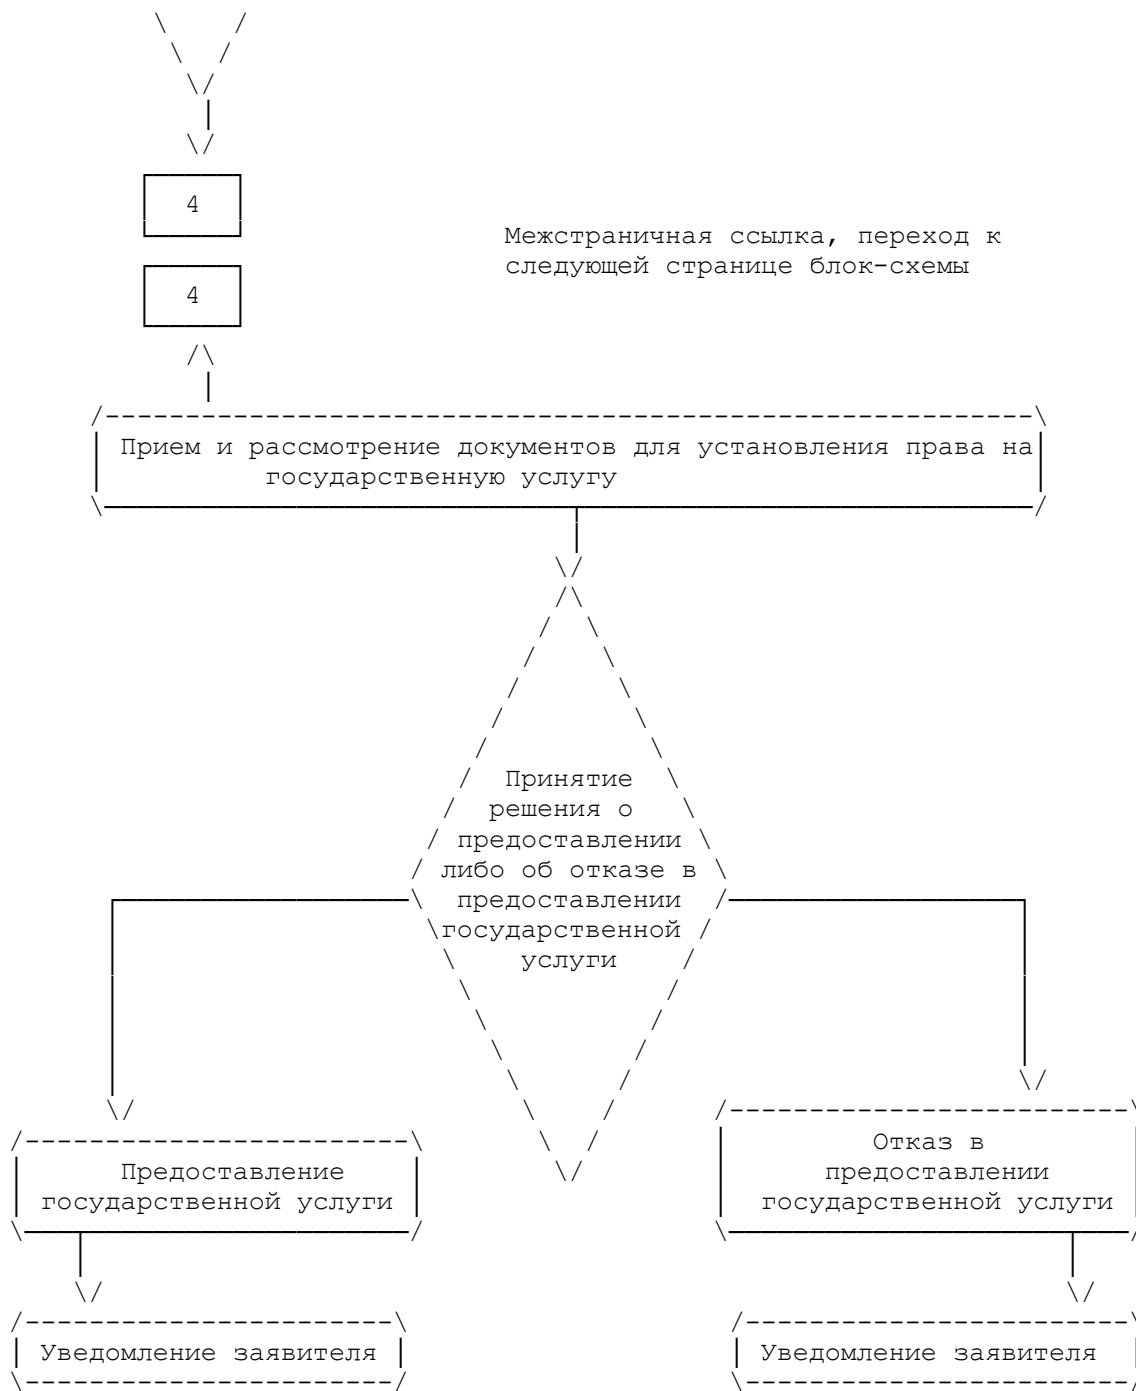 4
Межстраничная ссылка, переход к
следующей странице блок-схемы
4
Прием и рассмотрение документов для установления права на
государственную услугу
Принятие
решения о
предоставлении
либо об отказе в
предоставлении
государственной
услуги
Предоставление
государственной услуги
Отказ в
предоставлении
государственной услуги
Уведомление заявителя
Уведомление заявителя